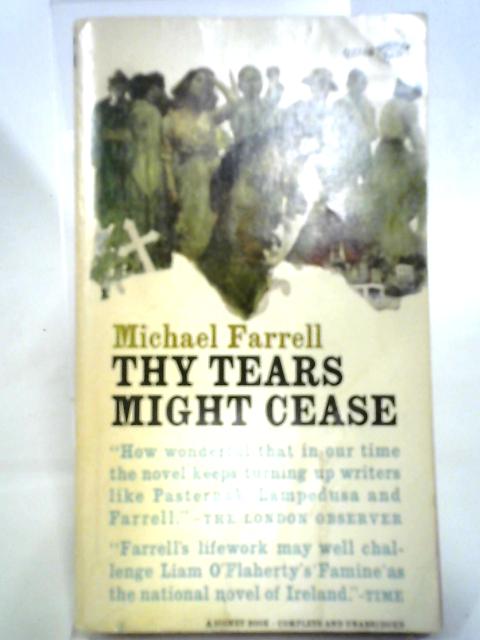 Michael Farrell
THY TEARS
MIGHT CEASE
"How wonderful that in our time
the novel keeps turning up writers
like Pasternak, Lampedusa and
Farrell."-THE LONDON OBSERVER
"Farrell's lifework may well chal-
lenge Liam O'Flaherty's 'Famine' as
the national novel of Ireland."-TIME
A SIGNET BOOK · COMPLETE AND UNABRIDGED